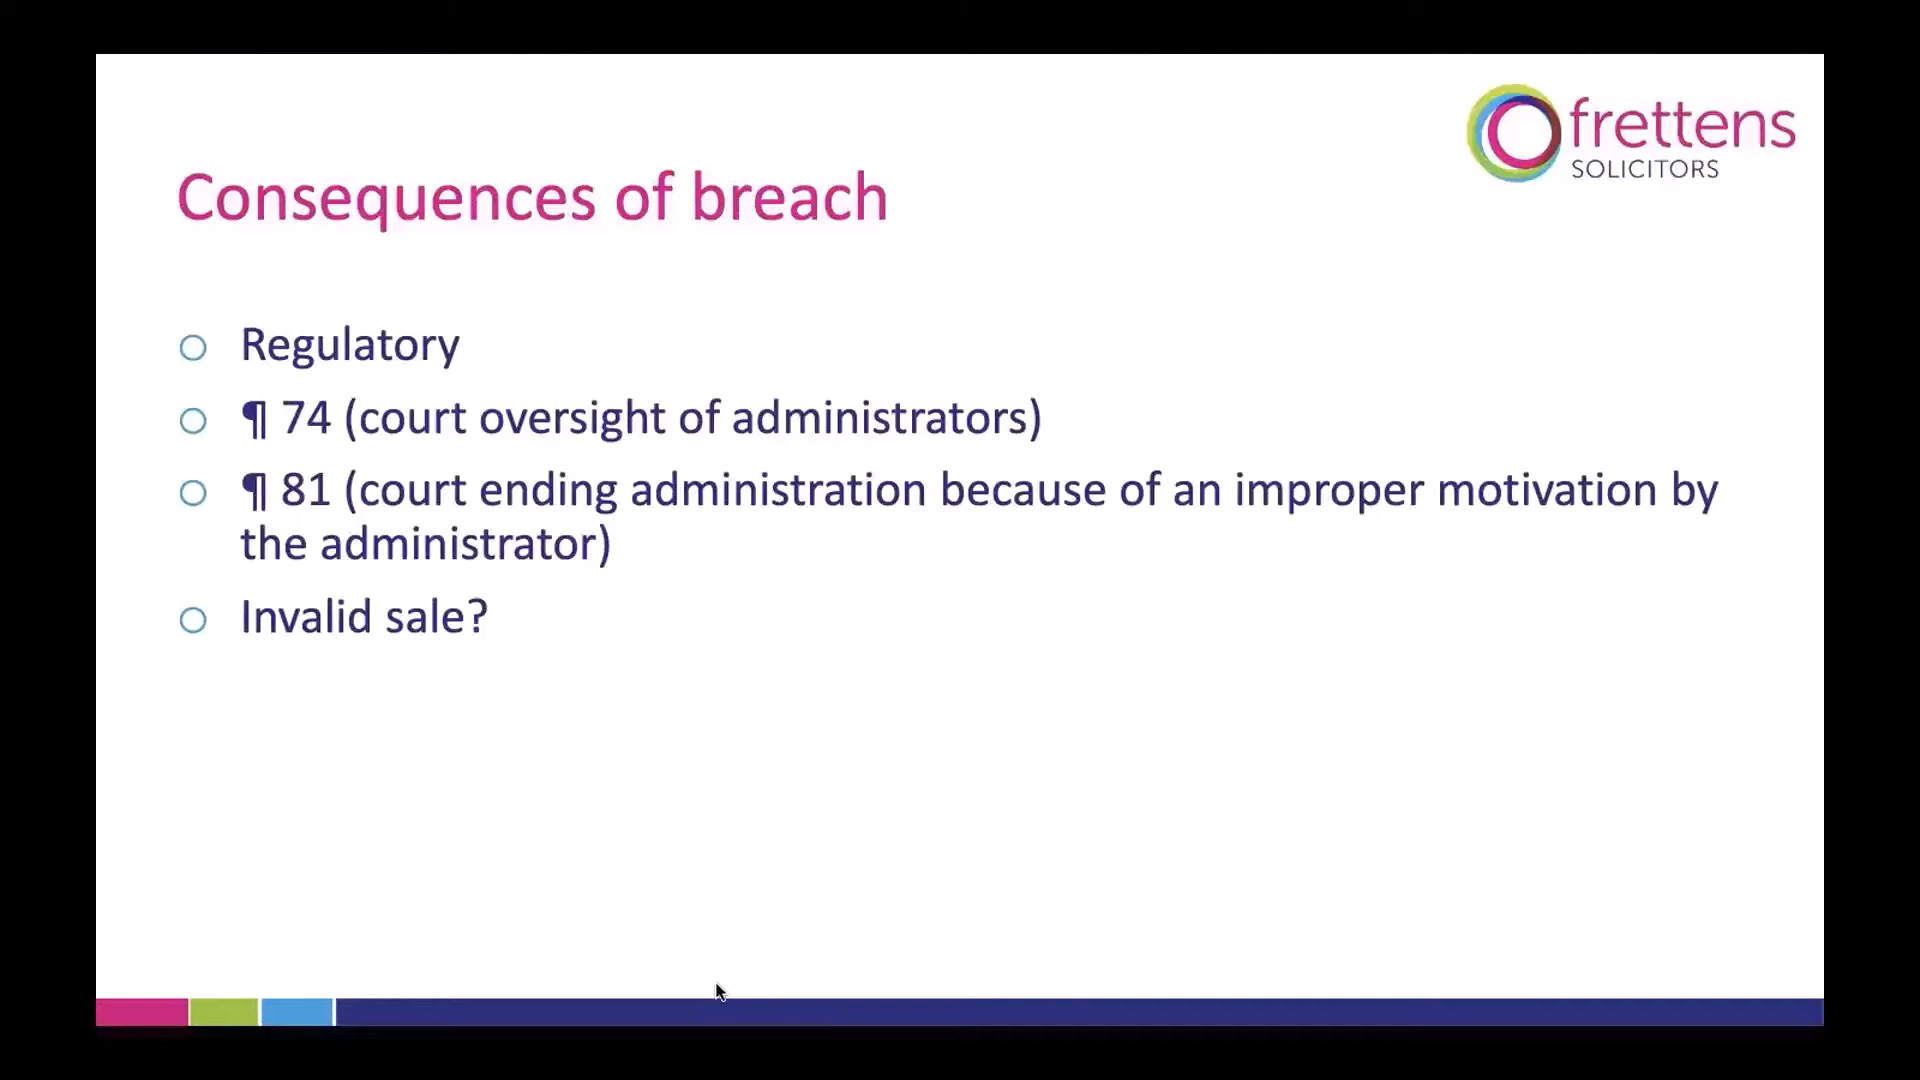 frettens
SOLICITORS
Consequences of breach
Regulatory
¶ 74 (court oversight of administrators)
¶ 81 (court ending administration because of an improper motivation by
the administrator)
Invalid sale?